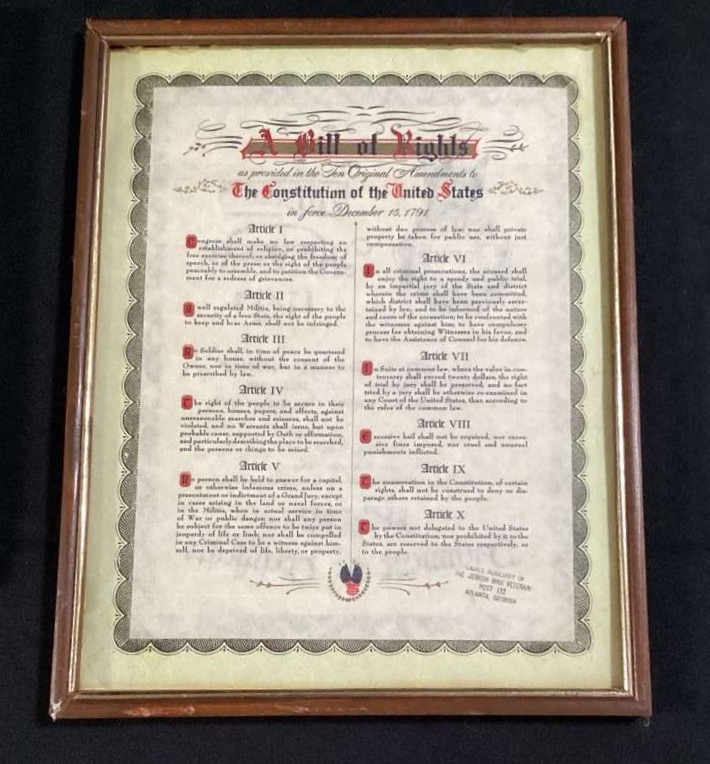 A Bill of Rights
as provided in the Ten Original Amendments to
The Constitution of the United States
in force December 15, 1791
Article I
Congress shall make no law respecting an
establishment of religion, or prohibiting the
free exercise thereof; or abridging the freedom of
speech, or of the press; or the right of the people
peaceably to assemble, and to petition the Govern-
ment for a redress of grievances.
Article II
A well regulated Militia, being necessary to the
security of a free State, the right of the people
to keep and bear Arms, shall not be infringed.
Article III
No Soldier shall, in time of peace be quartered
in any house, without the consent of the
Owner, nor in time of war, but in a manner to
be prescribed by law.
Article IV
The right of the people to be secure in their
persons, houses, papers, and effects, against
unreasonable searches and seizures, shall not be
violated, and no Warrants shall issue, but upon
probable cause, supported by Oath or affirmation,
and particularly describing the place to be searched,
and the persons or things to be seized.
Article V
No person shall be held to answer for a capital,
or otherwise infamous crime, unless on a
presentment or indictment of a Grand Jury, except
in cases arising in the land or naval forces, or
in the Militia, when in actual service in time
of War or public danger; nor shall any person
be subject for the same offence to be twice put in
jeopardy of life or limb; nor shall be compelled
in any Criminal Case to be a witness against him-
self, nor be deprived of life, liberty, or property,
without due process of law; nor shall private
property be taken for public use, without just
compensation.
Article VI
In all criminal prosecutions, the accused shall
enjoy the right to a speedy and public trial,
by an impartial jury of the State and district
wherein the crime shall have been committed,
which district shall have been previously ascer-
tained by law, and to be informed of the nature
and cause of the accusation; to be confronted with
the witnesses against him; to have compulsory
process for obtaining Witnesses in his favor, and
to have the Assistance of Counsel for his defence.
Article VII
In Suits at common law, where the value in con-
troversy shall exceed twenty dollars, the right
of trial by jury shall be preserved, and no fact
tried by a jury shall be otherwise re-examined in
any Court of the United States, than according to
the rules of the common law.
Article VIII
Excessive bail shall not be required, nor exces-
sive fines imposed, nor cruel and unusual
punishments inflicted.
Article IX
The enumeration in the Constitution, of certain
rights, shall not be construed to deny or dis-
parage others retained by the people.
Article X
The powers not delegated to the United States
by the Constitution, nor prohibited by it to the
States, are reserved to the States respectively, or
to the people.
LADIES AUXILIARY OF
THE JEWISH WAR VETERANS
POST 112
ATLANTA, GEORGIA